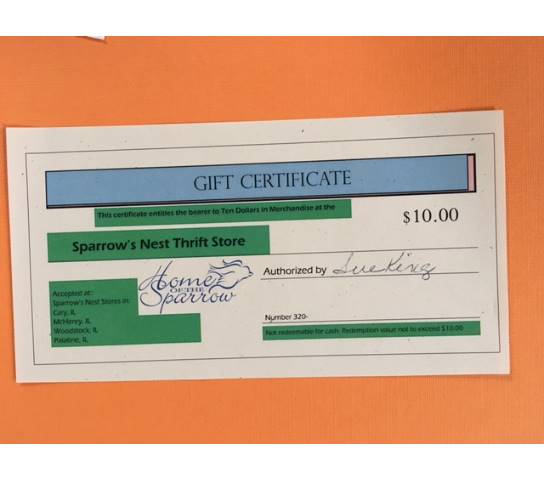 GIFT CERTIFICATE
This certificate entitles the bearer to Ten Dollars in Merchandise at the
$10.00
Sparrow's Nest Thrift Store
Home
OF THE
Sparrow
Authorized by Sue King
Accepted at:
Sparrow's Nest Stores in:
Cary, IL
McHenry, IL
Woodstock, IL
Palatine, IL
Number 320-
Not redeemable for cash. Redemption value not to exceed $10.00